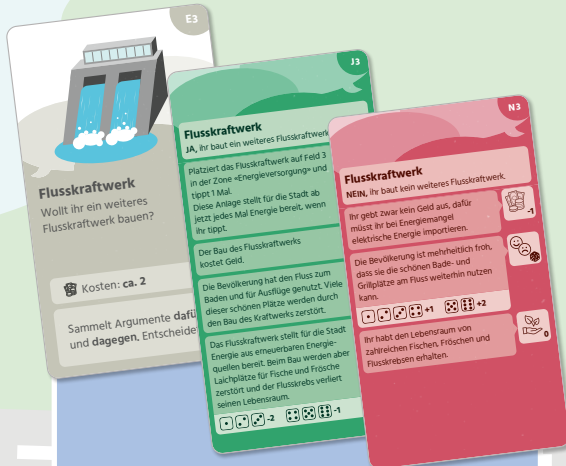 E3
Flusskraftwerk
Wollt ihr ein weiteres
Flusskraftwerk bauen?
Kosten: ca. 2
Sammelt Argumente dafü
und dagegen. Entscheide
J3
Flusskraftwerk
JA, ihr baut ein weiteres Flusskraftwerk
Platziert das Flusskraftwerk auf Feld 3
in der Zone «Energieversorgung» und
tippt 1 Mal.
Diese Anlage stellt für die Stadt ab
jetzt jedes Mal Energie bereit, wenn
ihr tippt.
Der Bau des Flusskraftwerks
kostet Geld.
Die Bevölkerung hat den Fluss zum
Baden und für Ausflüge genutzt. Viele
dieser schönen Plätze werden durch
den Bau des Kraftwerks zerstört.
Das Flusskraftwerk stellt für die Stadt
Energie aus erneuerbaren Energie-
quellen bereit. Beim Bau werden aber
Laichplätze für Fische und Frösche
zerstört und der Flusskrebs verliert
seinen Lebensraum.
-2 -1
N3
Flusskraftwerk
NEIN, ihr baut kein weiteres Flusskraftwerk.
Ihr gebt zwar kein Geld aus, dafür
müsst ihr bei Energiemangel
elektrische Energie importieren.
-1
Die Bevölkerung ist mehrheitlich froh,
dass sie die schönen Bade- und
Grillplätze am Fluss weiterhin nutzen
kann.
+1 +2
Ihr habt den Lebensraum von
zahlreichen Fischen, Fröschen und
Flusskrebsen erhalten.
0